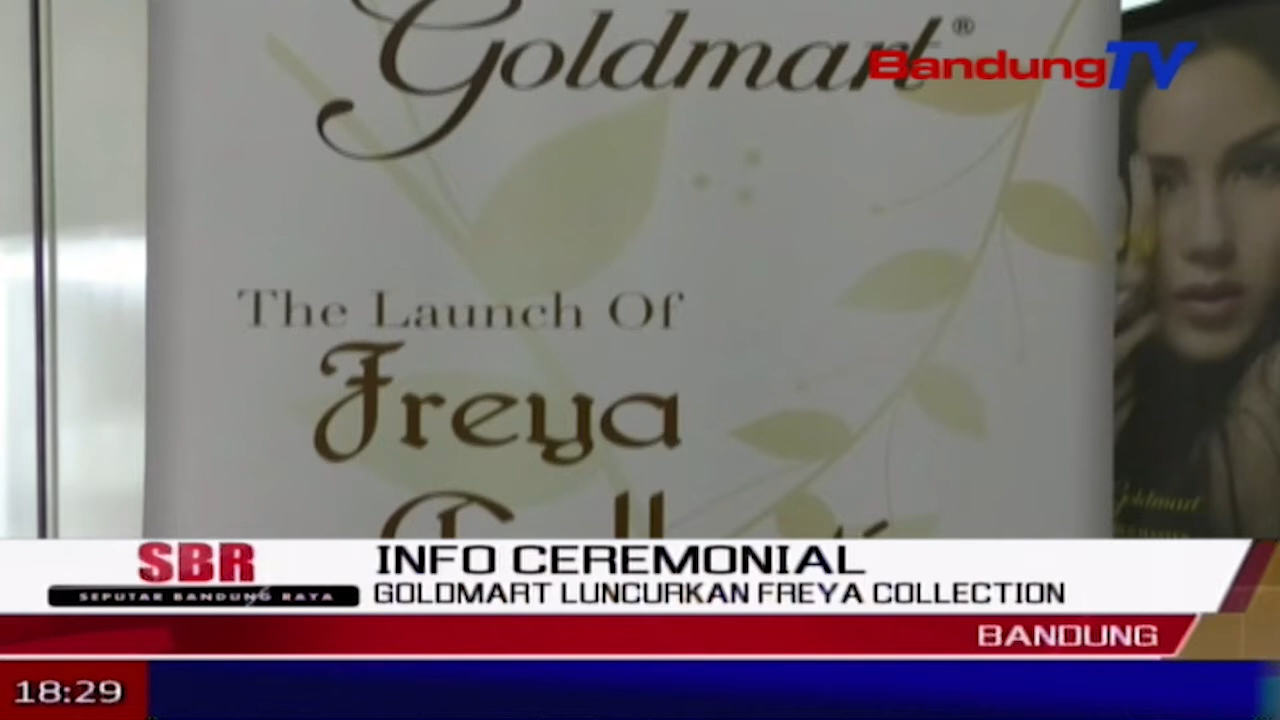 Goldmart®
BandungTV
The Launch Of
Freya
Goldmart
SBR
SEPUTAR BANDUNG RAYA
INFO CEREMONIAL
GOLDMART LUNCURKAN FREYA COLLECTION
BANDUNG
18:29